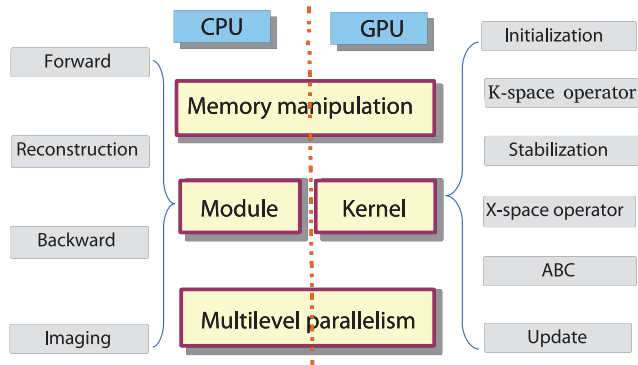 CPU
GPU
Forward
Reconstruction
Backward
Imaging
Memory manipulation
Module
Kernel
Multilevel parallelism
Initialization
K-space operator
Stabilization
X-space operator
ABC
Update